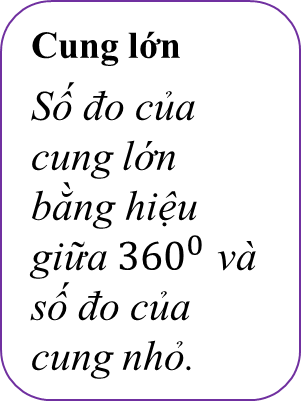 Cung lớn
Số đo của
cung lớn
bằng hiệu
giữa 360⁰ và
số đo của
cung nhỏ.